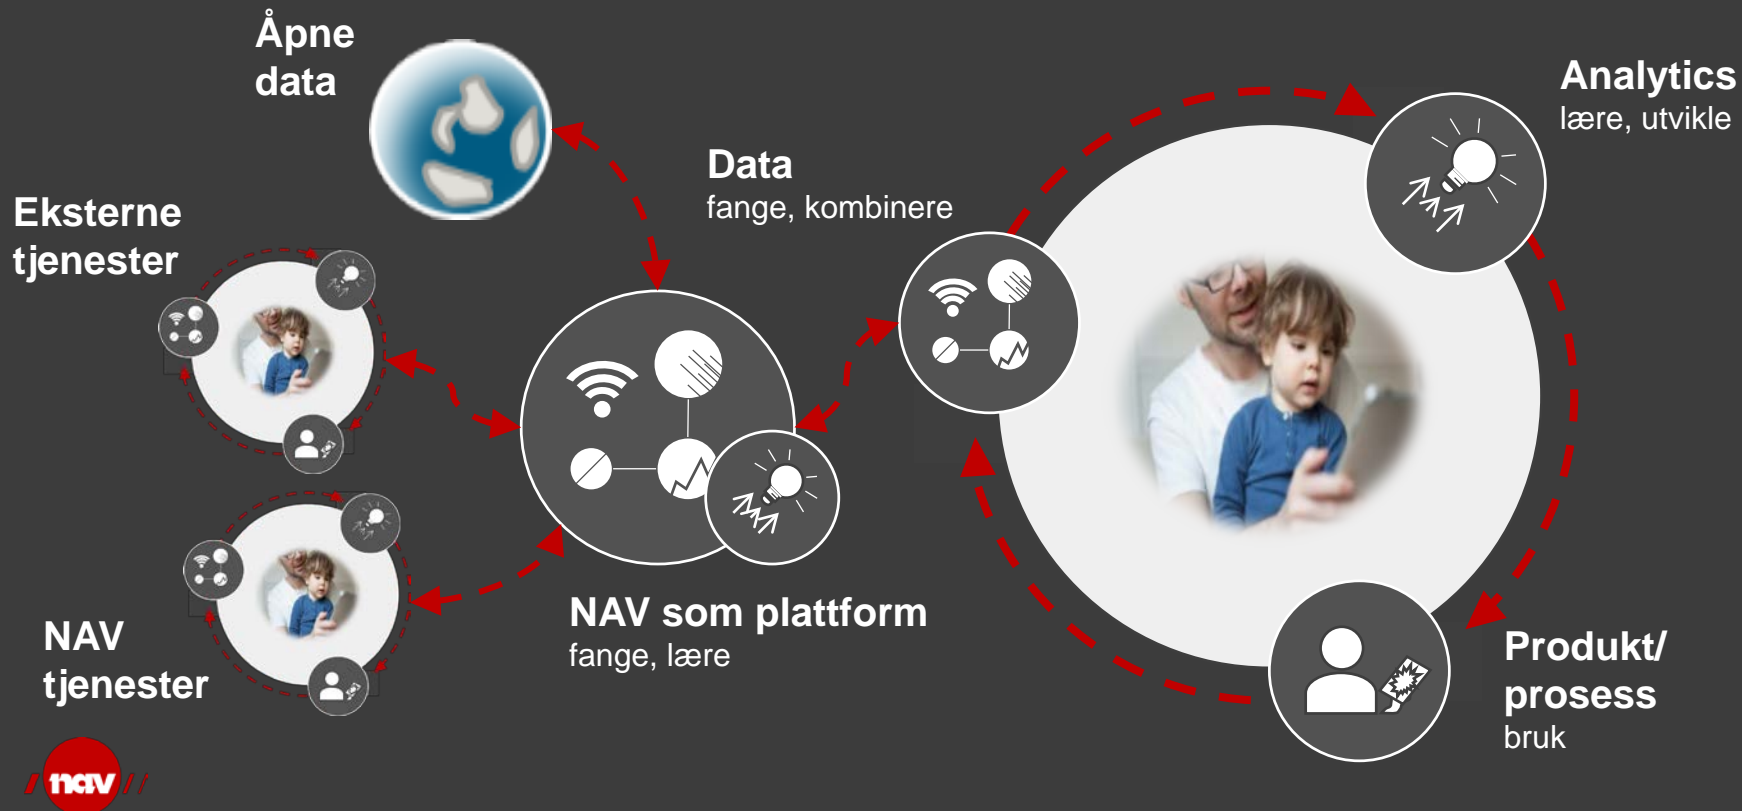 Åpne
data
Eksterne
tjenester
NAV
tjenester
Data
fange, kombinere
NAV som plattform
fange, lære
Analytics
lære, utvikle
Produkt/
prosess
bruk
nav